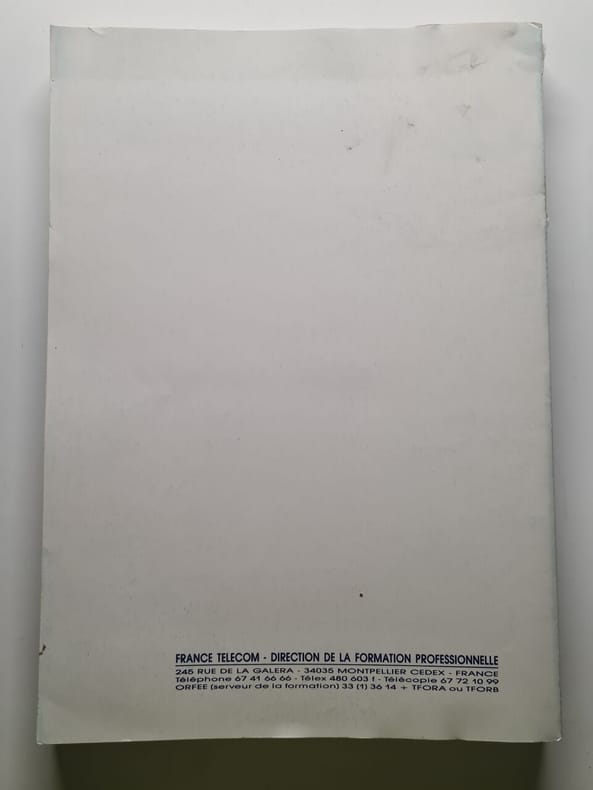 FRANCE TELECOM - DIRECTION DE LA FORMATION PROFESSIONNELLE
245 RUE DE LA GALERA - 34035 MONTPELLIER CEDEX - FRANCE
Téléphone 67 41 66 66 - Télex 480 603 f - Télécopie 67 72 10 99
ORFEE (serveur de la formation) 33 (1) 36 14 + TFORA ou TFORB